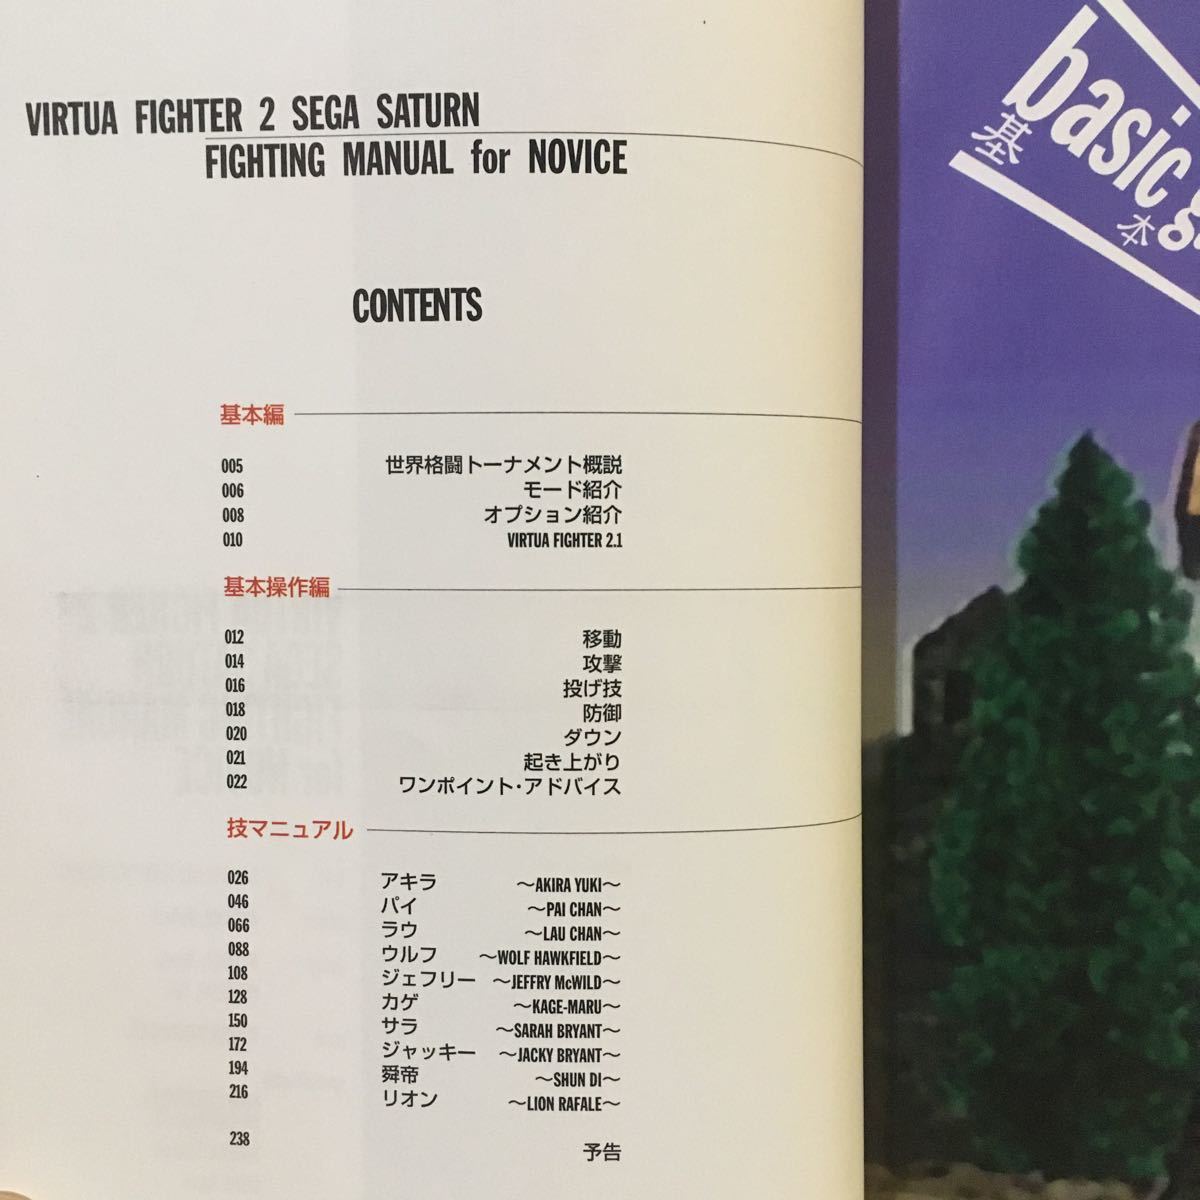 VIRTUA FIGHTER 2 SEGA SATURN
FIGHTING MANUAL for NOVICE
CONTENTS
基本編
005 世界格闘トーナメント概説
006 モード紹介
008 オプション紹介
010 VIRTUA FIGHTER 2.1
基本操作編
012 移動
014 攻撃
016 投げ技
018 防御
020 ダウン
021 起き上がり
022 ワンポイント・アドバイス
技マニュアル
026 アキラ ～AKIRA YUKI～
046 パイ ～PAI CHAN～
066 ラウ ～LAU CHAN～
088 ウルフ ～WOLF HAWKFIELD～
108 ジェフリー ～JEFFRY McWILD～
128 カゲ ～KAGE-MARU～
150 サラ ～SARAH BRYANT～
172 ジャッキー ～JACKY BRYANT～
194 舜帝 ～SHUN DI～
216 リオン ～LION RAFALE～
238 予告
basic
基本